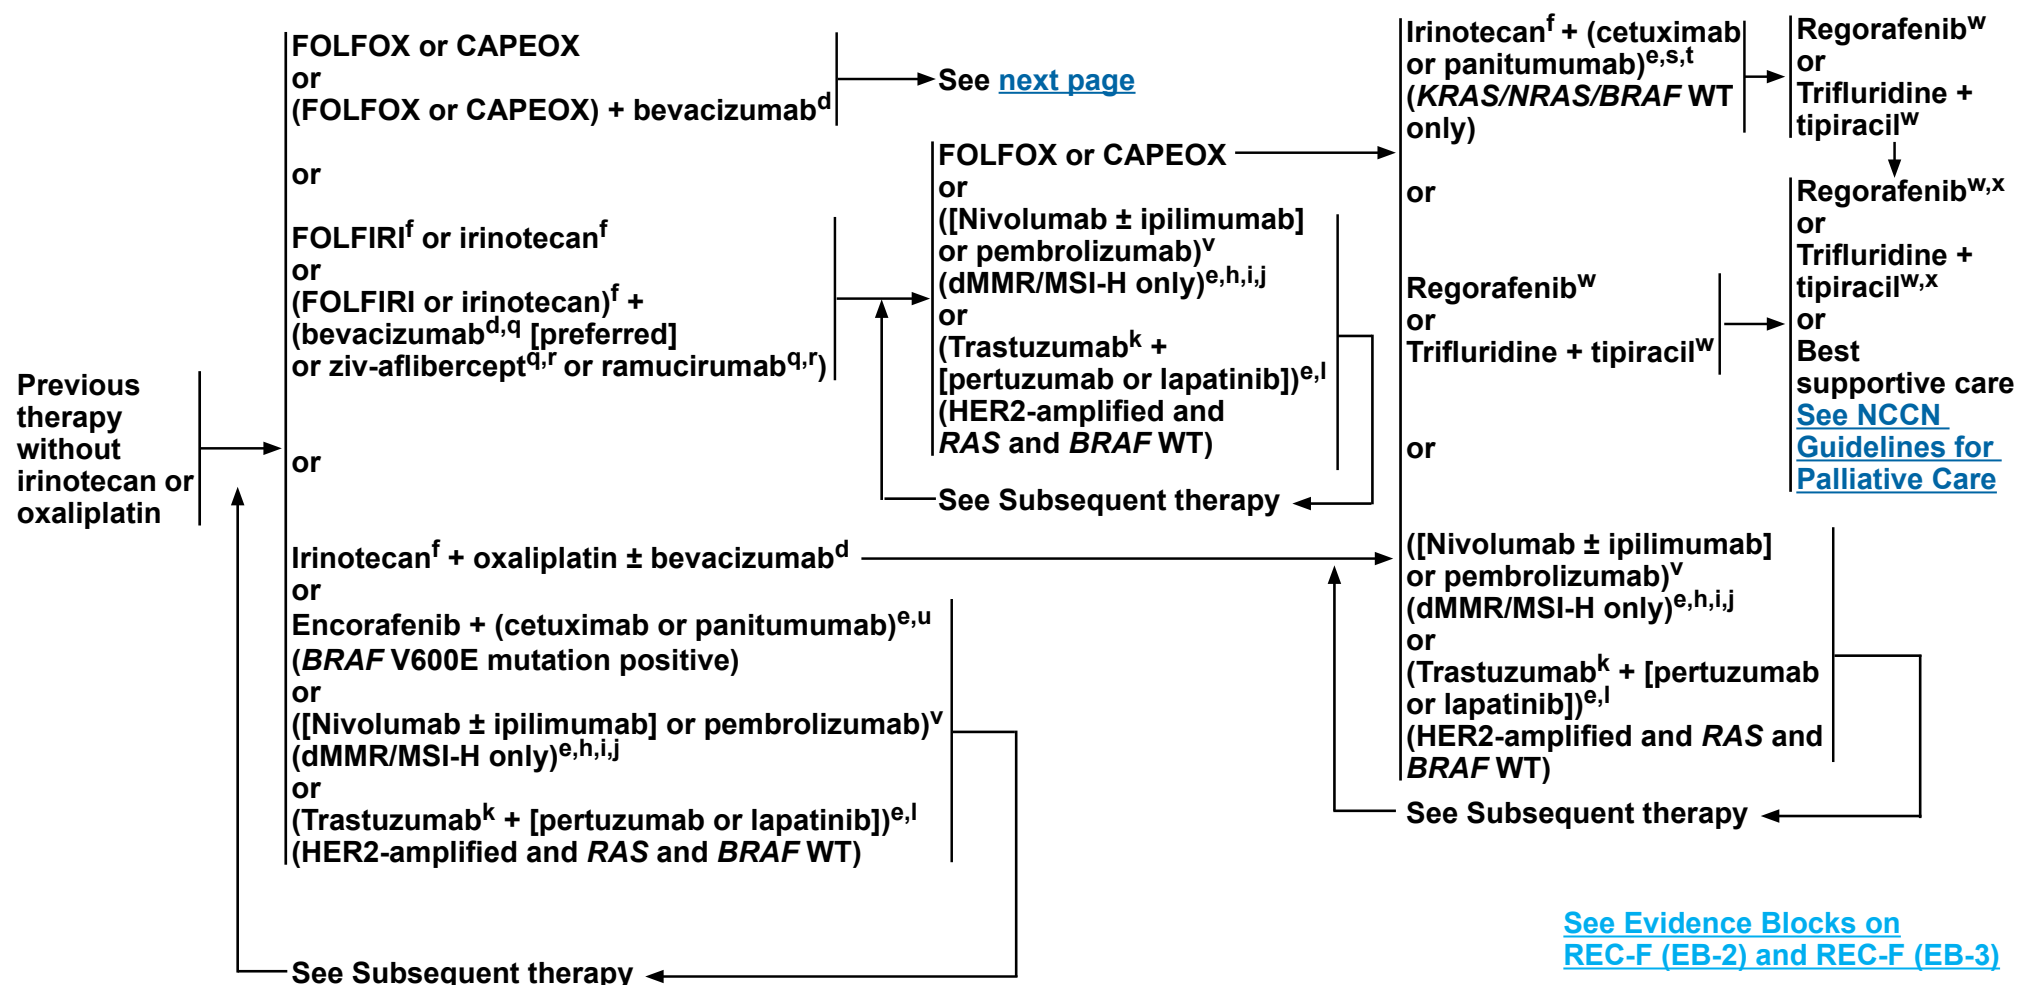 Previous
therapy
without
irinotecan or
oxaliplatin
FOLFOX or CAPEOX
or
(FOLFOX or CAPEOX) + bevacizumabᵈ
or
FOLFIRIᶠ or irinotecanᶠ
or
(FOLFIRI or irinotecan)ᶠ +
(bevacizumabᵈ,q [preferred]
or ziv-afliberceptq,ʳ or ramucirumabq,ʳ)
or
Irinotecanᶠ + oxaliplatin ± bevacizumabᵈ
or
Encorafenib + (cetuximab or panitumumab)ᵉ,ᵘ
(BRAF V600E mutation positive)
or
([Nivolumab ± ipilimumab] or pembrolizumab)ᵛ
(dMMR/MSI-H only)ᵉ,ʰ,ⁱ,ʲ
or
(Trastuzumabᵏ + [pertuzumab or lapatinib])ᵉ,ˡ
(HER2-amplified and RAS and BRAF WT)
See Subsequent therapy
See next page
FOLFOX or CAPEOX
or
([Nivolumab ± ipilimumab]
or pembrolizumab)ᵛ
(dMMR/MSI-H only)ᵉ,ʰ,ⁱ,ʲ
or
(Trastuzumabᵏ +
[pertuzumab or lapatinib])ᵉ,ˡ
(HER2-amplified and
RAS and BRAF WT)
See Subsequent therapy
Irinotecanᶠ + (cetuximab
or panitumumab)ᵉ,ˢ,ᵗ
(KRAS/NRAS/BRAF WT
only)
or
Regorafenibʷ
or
Trifluridine + tipiracilʷ
or
([Nivolumab ± ipilimumab]
or pembrolizumab)ᵛ
(dMMR/MSI-H only)ᵉ,ʰ,ⁱ,ʲ
or
(Trastuzumabᵏ + [pertuzumab
or lapatinib])ᵉ,ˡ
(HER2-amplified and RAS and
BRAF WT)
See Subsequent therapy
Regorafenibʷ
or
Trifluridine +
tipiracilʷ
Regorafenibʷ,ˣ
or
Trifluridine +
tipiracilʷ,ˣ
or
Best
supportive care
See NCCN
Guidelines for
Palliative Care
See Evidence Blocks on
REC-F (EB-2) and REC-F (EB-3)